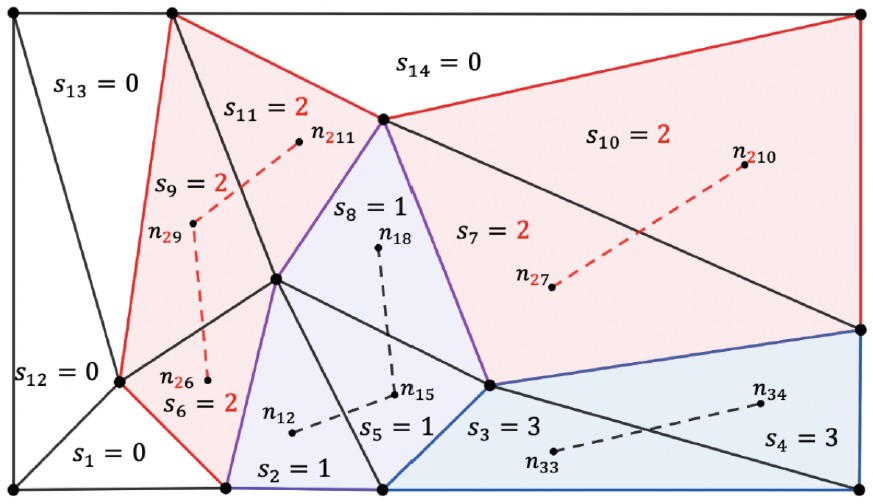 s₁₄ = 0
s₁₃ = 0
s₁₁ = 2
n₂₁₁
s₁₀ = 2
n₂₁₀
s₉ = 2
s₈ = 1
n₂₉
n₁₈
s₇ = 2
n₂₇
s₁₂ = 0
n₂₆
s₆ = 2
n₁₅
n₃₄
n₁₂
s₅ = 1
s₃ = 3
s₄ = 3
s₁ = 0
s₂ = 1
n₃₃